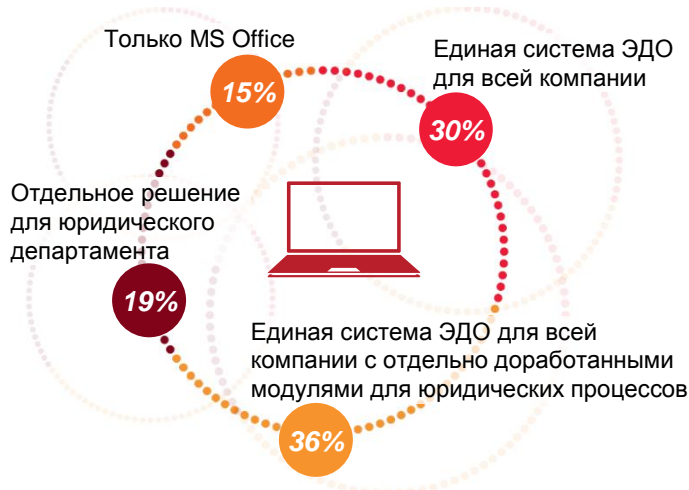 Только MS Office
15%
Единая система ЭДО
для всей компании
30%
Отдельное решение
для юридического
департамента
19%
Единая система ЭДО для всей
компании с отдельно доработанными
модулями для юридических процессов
36%